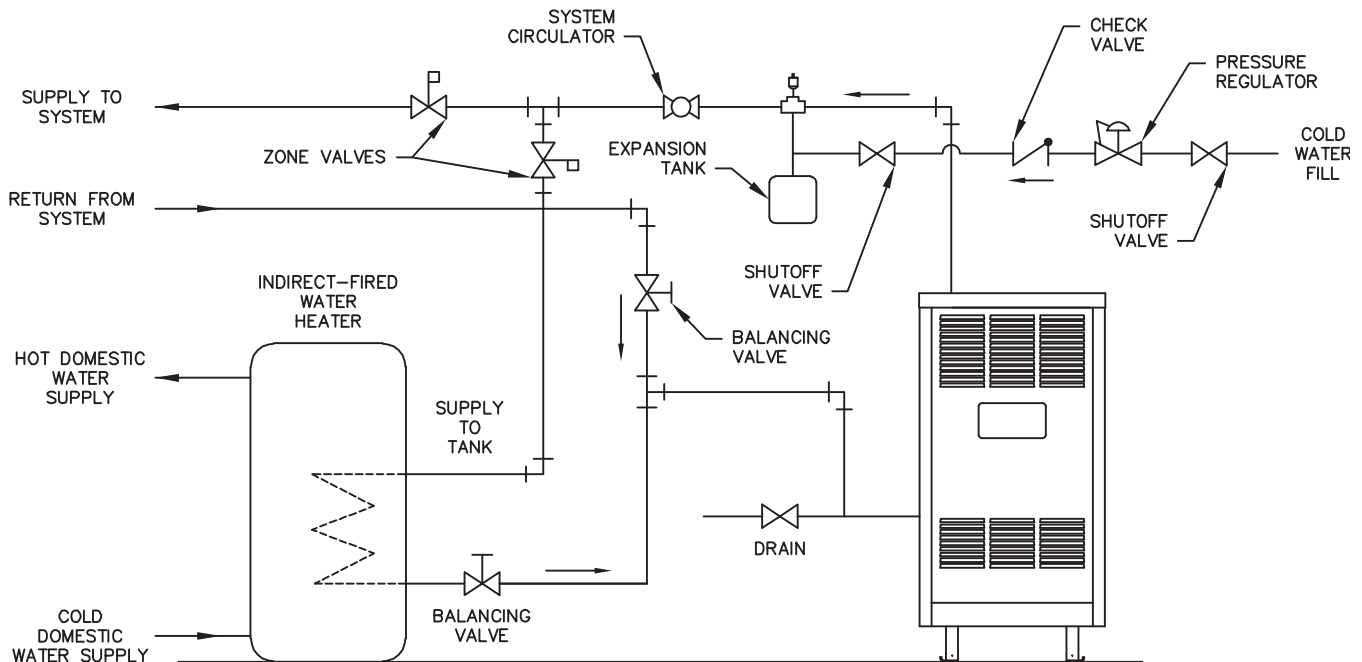 SYSTEM
CIRCULATOR
CHECK
VALVE
PRESSURE
REGULATOR
SUPPLY TO
SYSTEM
ZONE VALVES
EXPANSION
TANK
COLD
WATER
FILL
RETURN FROM
SYSTEM
SHUTOFF
VALVE
SHUTOFF
VALVE
INDIRECT-FIRED
WATER
HEATER
BALANCING
VALVE
HOT DOMESTIC
WATER
SUPPLY
SUPPLY
TO
TANK
DRAIN
BALANCING
VALVE
COLD
DOMESTIC
WATER SUPPLY